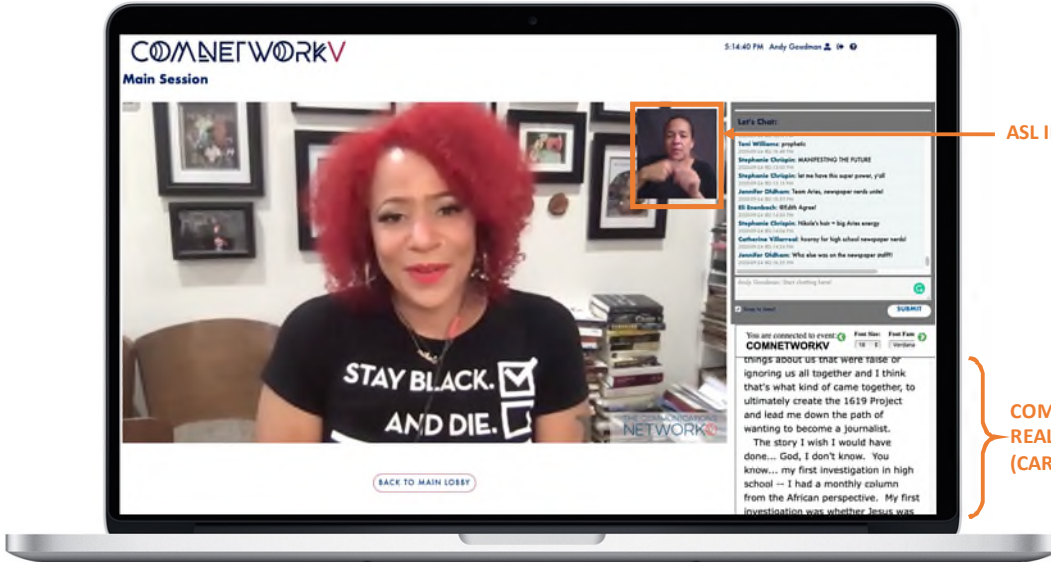 COMNETWORKV
5:14:40 PM Andy Goodman
Main Session
Let's Chat:
Toni Williams: prophetic
Stephanie Chrispin: MANIFESTING THE FUTURE
Stephanie Chrispin: let me have this super power, y'all
Jennifer Oldham: Team Aries, newspaper nerds unite!
Eli Enenbach: @Edith Agree!
Stephanie Chrispin: Nikole's hair = big Aries energy
Catherine Villarreal: hooray for high school newspaper nerds!
Jennifer Oldham: Who else was on the newspaper staff?!
Andy Goodman: Start chatting here!
SUBMIT
You are connected to event:
COMNETWORKV
Font Size:
18
Font Fam
Verdana
things about us that were false or
ignoring us all together and I think
that's what kind of came together, to
ultimately create the 1619 Project
and lead me down the path of
wanting to become a journalist.
The story I wish I would have
done... God, I don't know. You
know... my first investigation in high
school -- I had a monthly column
from the African perspective. My first
investigation was whether Jesus was
STAY BLACK.
AND DIE.
THE COMMUNICATIONS
NETWORK
BACK TO MAIN LOBBY
ASL I
COM
REAL
(CAR